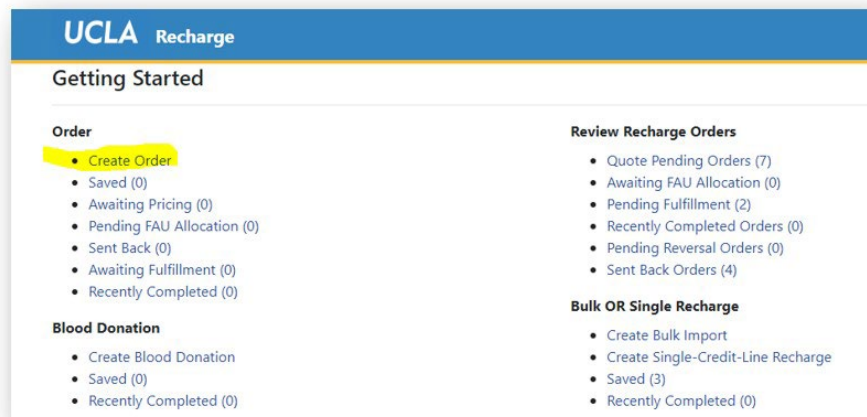 UCLA Recharge
Getting Started
Order
Create Order
Saved (0)
Awaiting Pricing (0)
Pending FAU Allocation (0)
Sent Back (0)
Awaiting Fulfillment (0)
Recently Completed (0)
Blood Donation
Create Blood Donation
Saved (0)
Recently Completed (0)
Review Recharge Orders
Quote Pending Orders (7)
Awaiting FAU Allocation (0)
Pending Fulfillment (2)
Recently Completed Orders (0)
Pending Reversal Orders (0)
Sent Back Orders (4)
Bulk OR Single Recharge
Create Bulk Import
Create Single-Credit-Line Recharge
Saved (3)
Recently Completed (0)